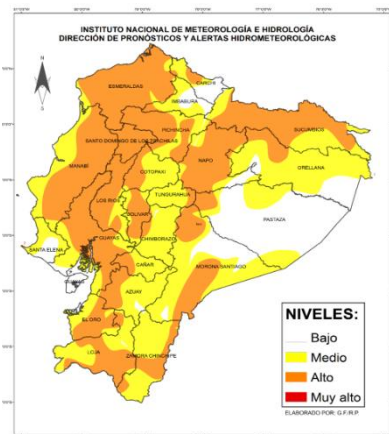 INSTITUTO NACIONAL DE METEOROLOGÍA E HIDROLOGÍA
DIRECCIÓN DE PRONÓSTICOS Y ALERTAS HIDROMETEOROLÓGICAS
N
CARCHI
ESMERALDAS
IMBABURA
SUCUMBIOS
PICHINCHA
SANTO DOMINGO DE LOS TSACHILAS
NAPO
ORELLANA
MANABI
COTOPAXI
TUNGURAHUA
LOS RIOS
BOLIVAR
PASTAZA
GUAYAS
CHIMBORAZO
SANTA ELENA
CAÑAR
MORONA SANTIAGO
AZUAY
EL ORO
LOJA
ZAMORA CHINCHIPE
NIVELES:
Bajo
Medio
Alto
Muy alto
ELABORADO POR: G.F/R.P.